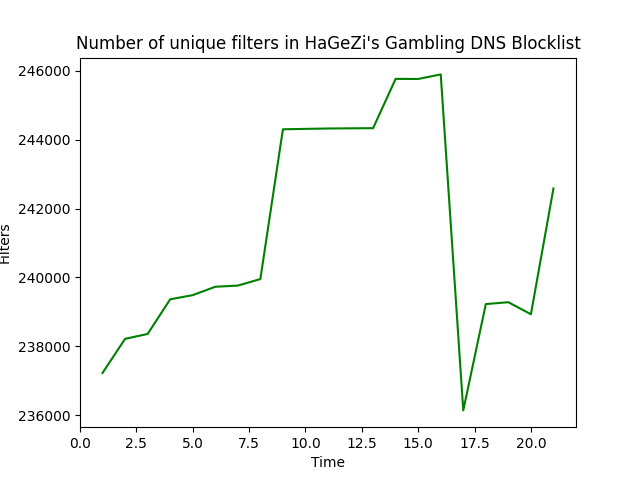 Number of unique filters in HaGeZi's Gambling DNS Blocklist
246000
244000
242000
240000
238000
236000
Filters
0.0 2.5 5.0 7.5 10.0 12.5 15.0 17.5 20.0
Time